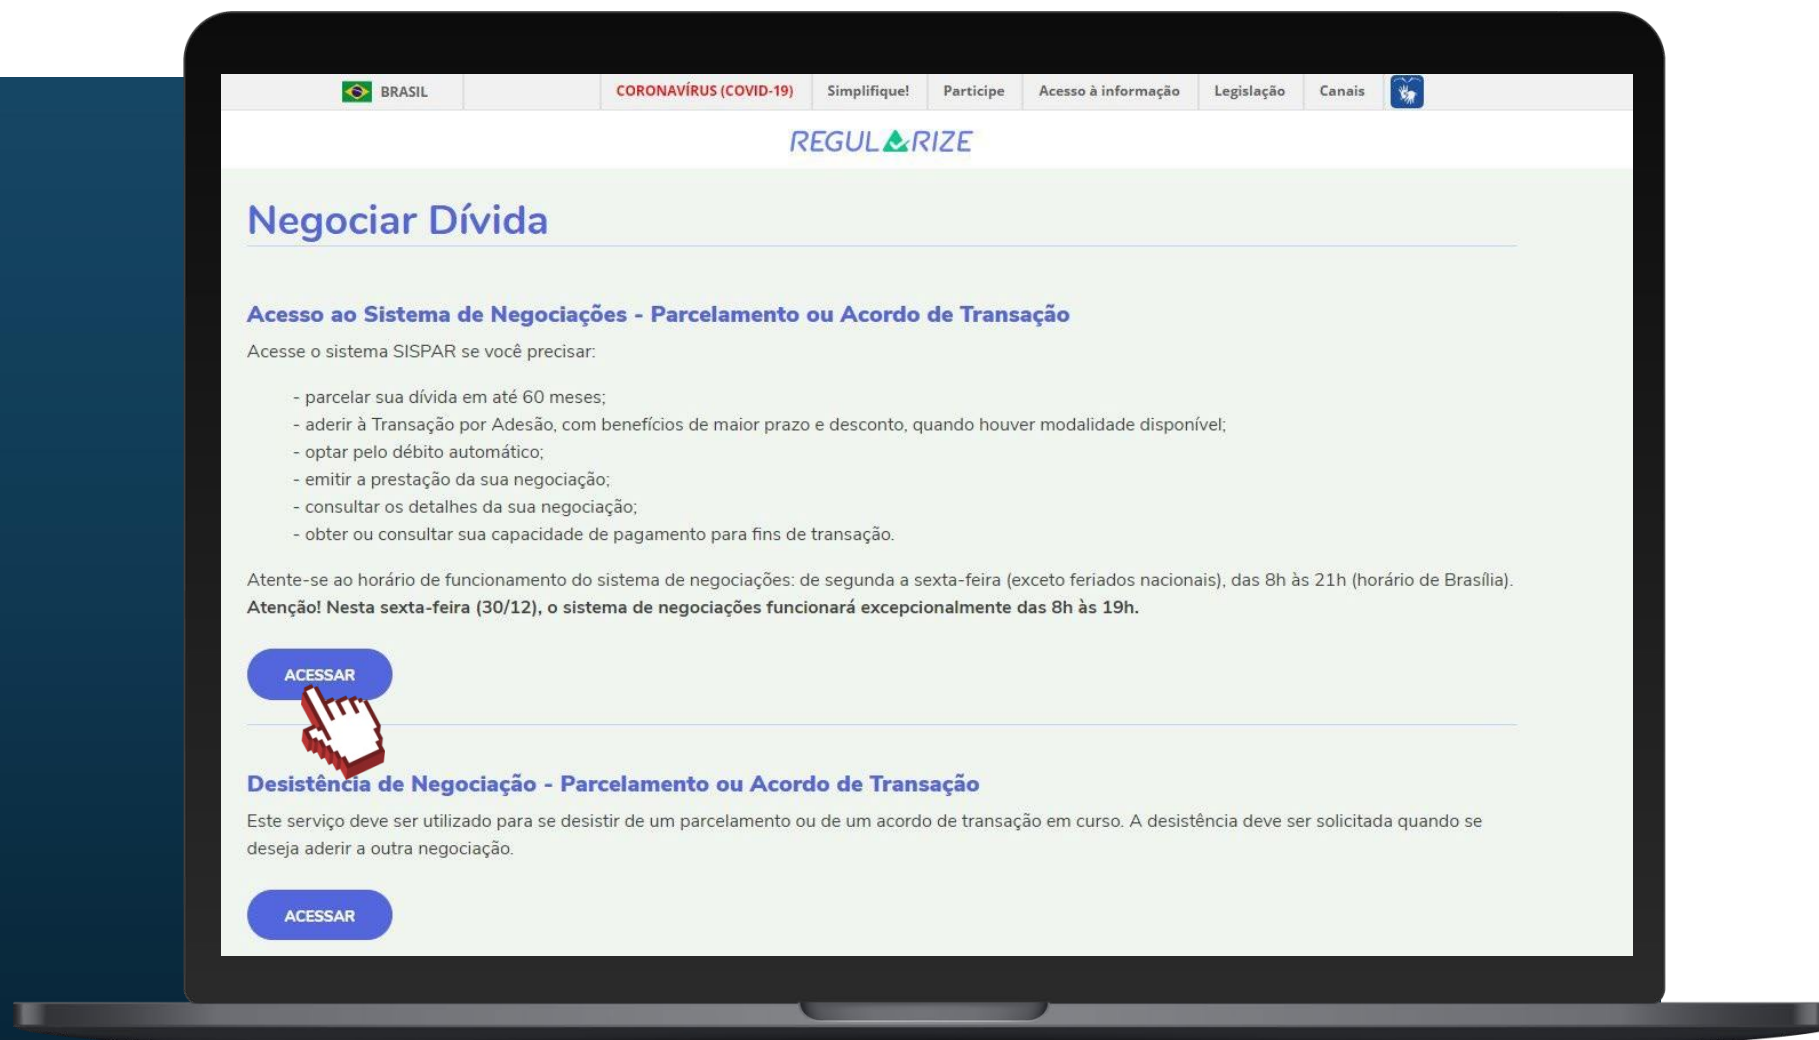 BRASIL CORONAVÍRUS (COVID-19) Simplifique! Participe Acesso à informação Legislação Canais
REGULARIZE
Negociar Dívida
Acesso ao Sistema de Negociações - Parcelamento ou Acordo de Transação
Acesse o sistema SISPAR se você precisar:
- parcelar sua dívida em até 60 meses;
- aderir à Transação por Adesão, com benefícios de maior prazo e desconto, quando houver modalidade disponível;
- optar pelo débito automático;
- emitir a prestação da sua negociação;
- consultar os detalhes da sua negociação;
- obter ou consultar sua capacidade de pagamento para fins de transação.
Atente-se ao horário de funcionamento do sistema de negociações: de segunda a sexta-feira (exceto feriados nacionais), das 8h às 21h (horário de Brasília).
Atenção! Nesta sexta-feira (30/12), o sistema de negociações funcionará excepcionalmente das 8h às 19h.
ACESSAR
Desistência de Negociação - Parcelamento ou Acordo de Transação
Este serviço deve ser utilizado para se desistir de um parcelamento ou de um acordo de transação em curso. A desistência deve ser solicitada quando se
deseja aderir a outra negociação.
ACESSAR